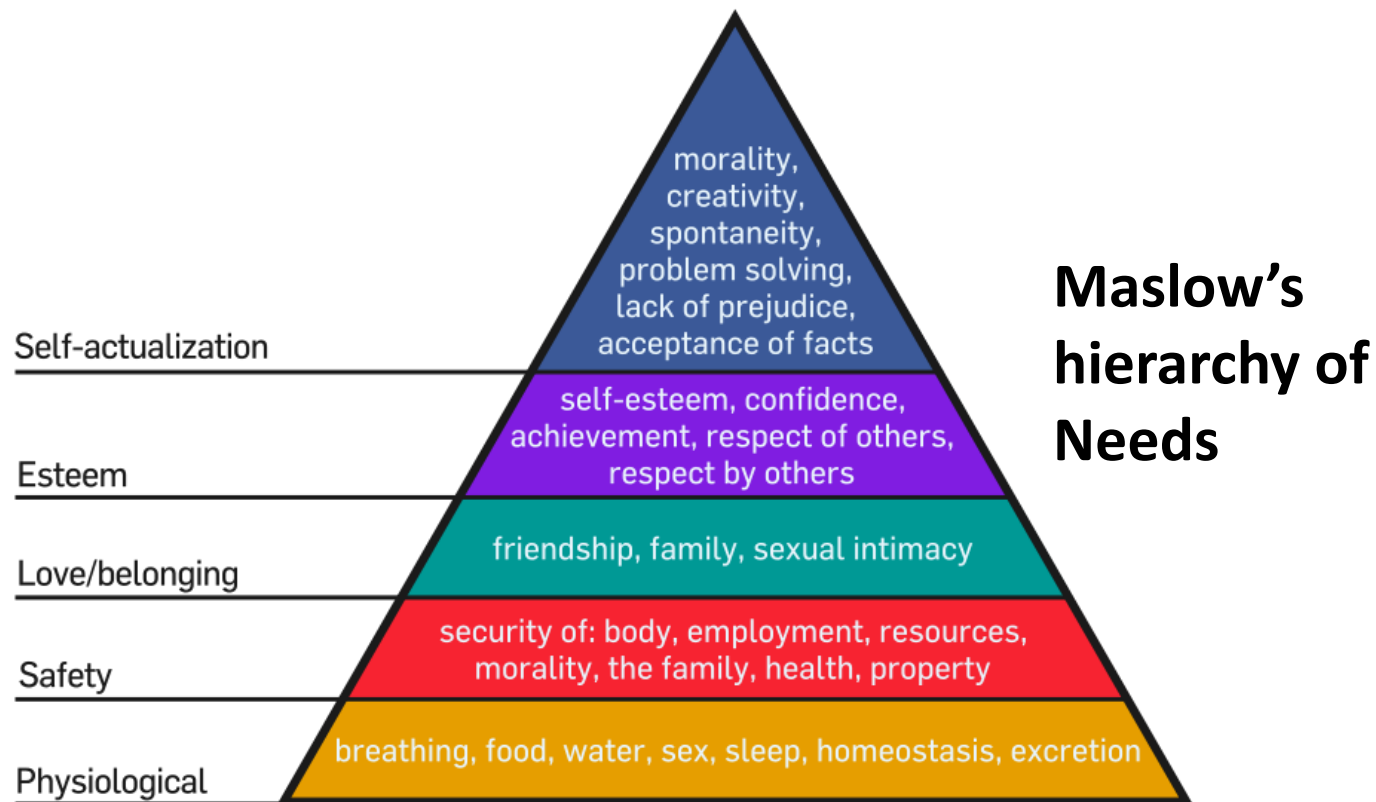 morality,
creativity,
spontaneity,
problem solving,
lack of prejudice,
acceptance of facts
Self-actualization
self-esteem, confidence,
achievement, respect of others,
respect by others
Esteem
friendship, family, sexual intimacy
Love/belonging
security of: body, employment, resources,
morality, the family, health, property
Safety
breathing, food, water, sex, sleep, homeostasis, excretion
Physiological
Maslow’s
hierarchy of
Needs